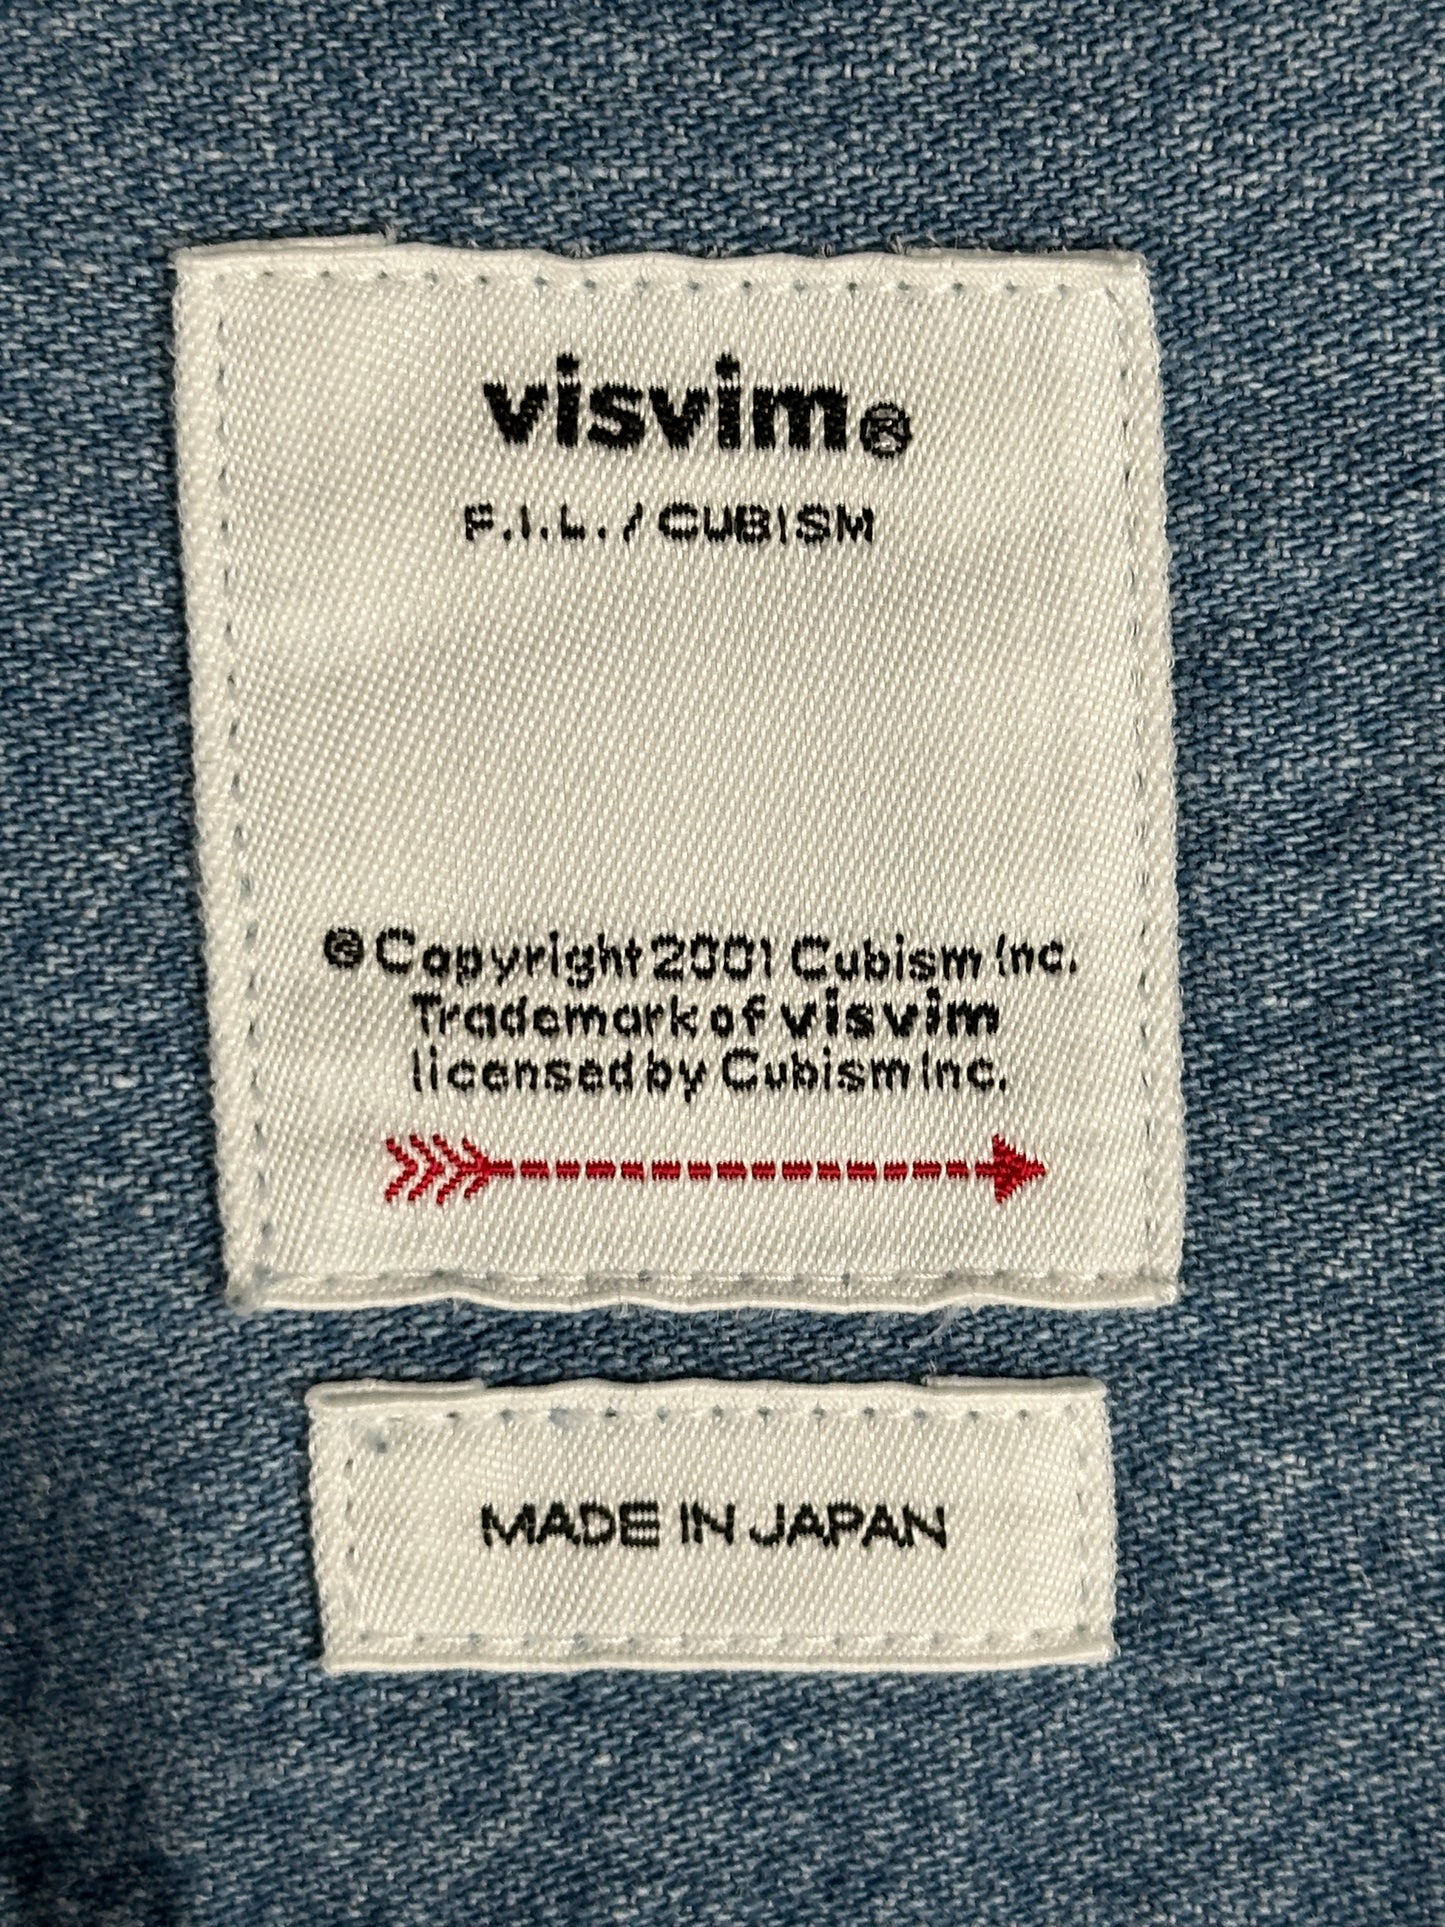 visvim®
F.I.L. / CUBISM
©Copyright 2001 Cubism Inc.
Trademark of visvim
licensed by Cubism Inc.
MADE IN JAPAN